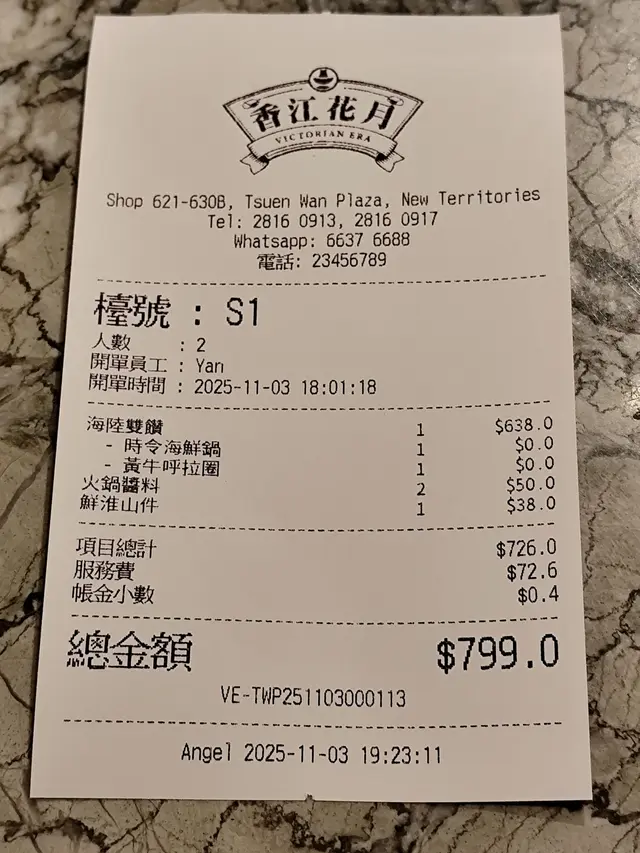 香江花月
VICTORIAN ERA
Shop 621-630B, Tsuen Wan Plaza, New Territories
Tel: 2816 0913, 2816 0917
Whatsapp: 6637 6688
電話: 23456789
檯號 : S1
人數 : 2
開單員工 : Yan
開單時間 : 2025-11-03 18:01:18
海陸雙鑽 1 $638.0
- 時令海鮮鍋 1 $0.0
- 黃牛呼拉圈 1 $0.0
火鍋醬料 2 $50.0
鮮淮山件 1 $38.0
項目總計 $726.0
服務費 $72.6
帳金小數 $0.4
總金額 $799.0
VE-TWP251103000113
Angel 2025-11-03 19:23:11